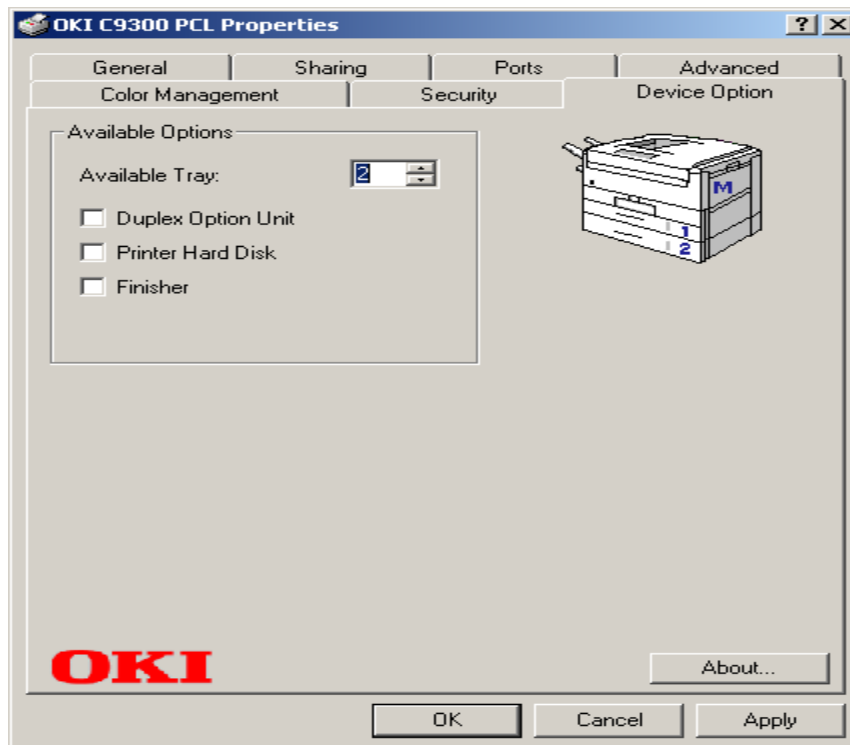 OKI C9300 PCL Properties
General Sharing Ports Advanced
Color Management Security Device Option
Available Options
Available Tray: 2
Duplex Option Unit
Printer Hard Disk
Finisher
M
1
2
OKI
About...
OK Cancel Apply